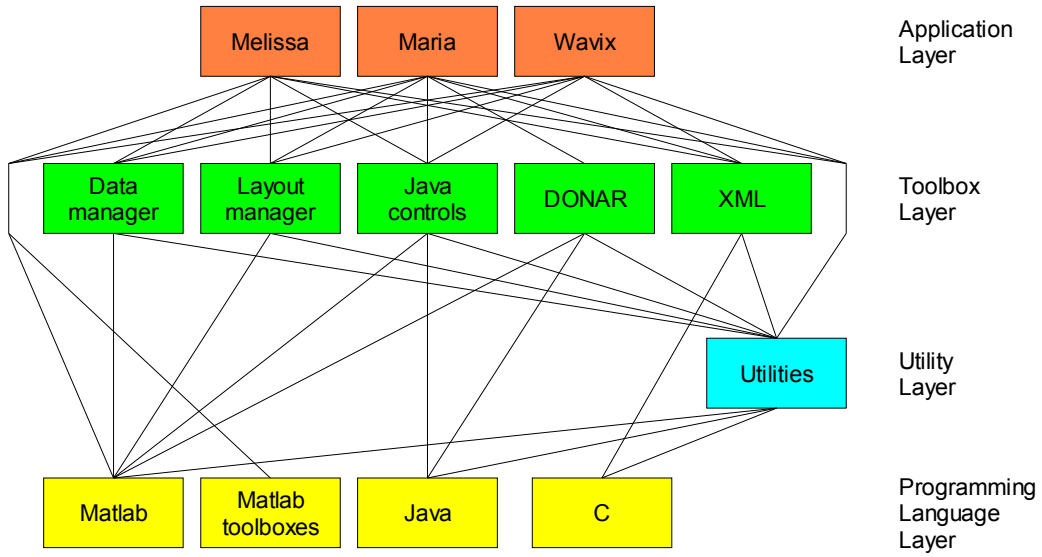 Melissa
Maria
Wavix
Application
Layer
Data
manager
Layout
manager
Java
controls
DONAR
XML
Toolbox
Layer
Utilities
Utility
Layer
Matlab
Matlab
toolboxes
Java
C
Programming
Language
Layer